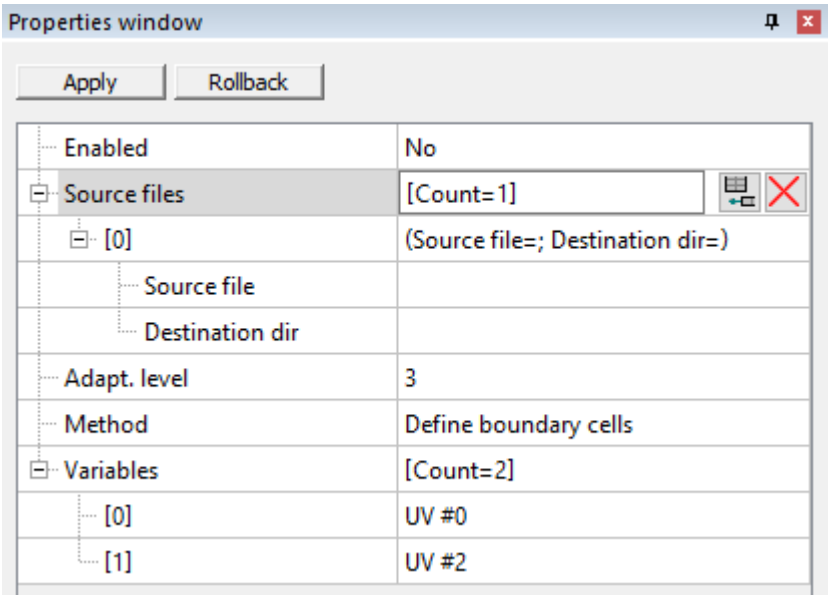 Properties window
Apply Rollback
Enabled No
Source files [Count=1]
[0] (Source file=; Destination dir=)
Source file
Destination dir
Adapt. level 3
Method Define boundary cells
Variables [Count=2]
[0] UV #0
[1] UV #2